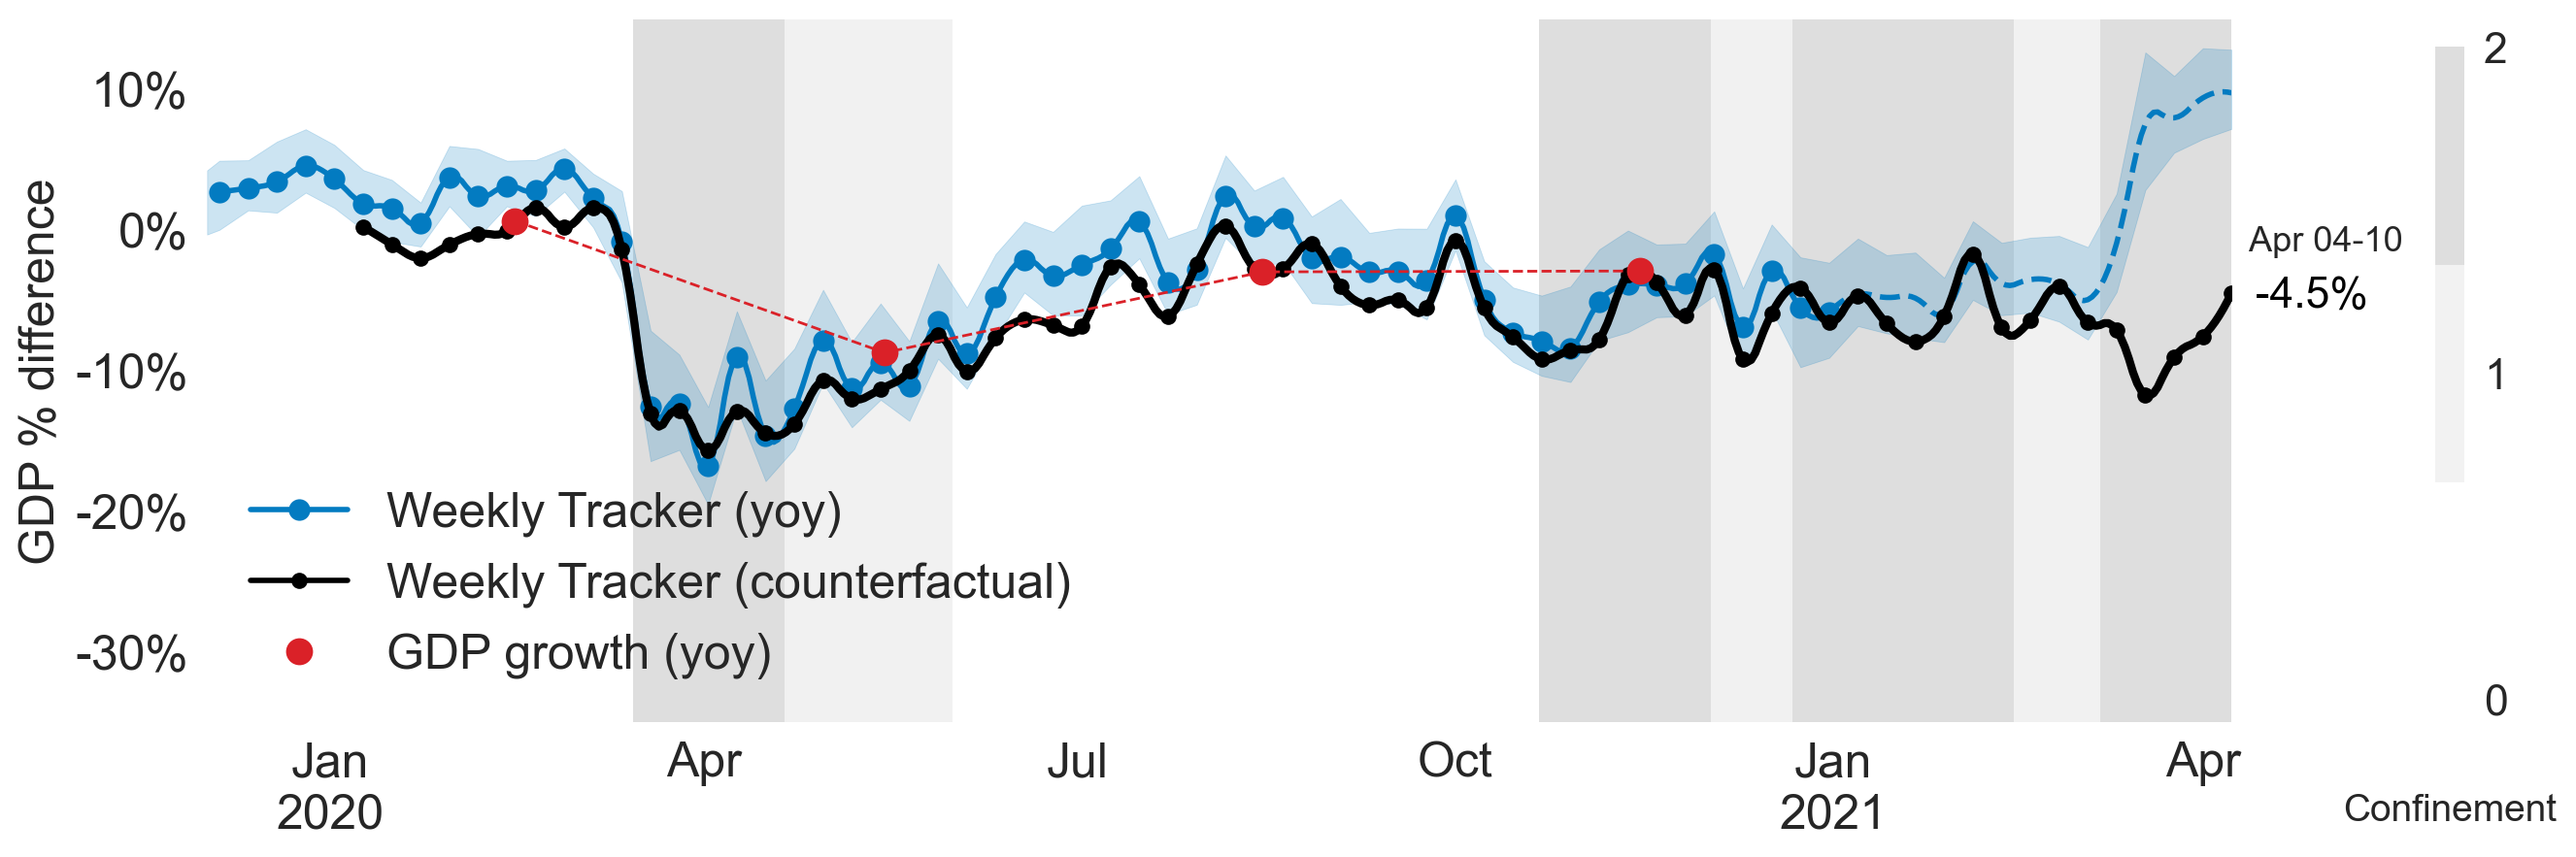 GDP % difference
10%
0%
-10%
-20%
-30%
Weekly Tracker (yoy)
Weekly Tracker (counterfactual)
GDP growth (yoy)
Jan
2020
Apr
Jul
Oct
Jan
2021
Apr
Apr 04-10
-4.5%
2
1
0
Confinement